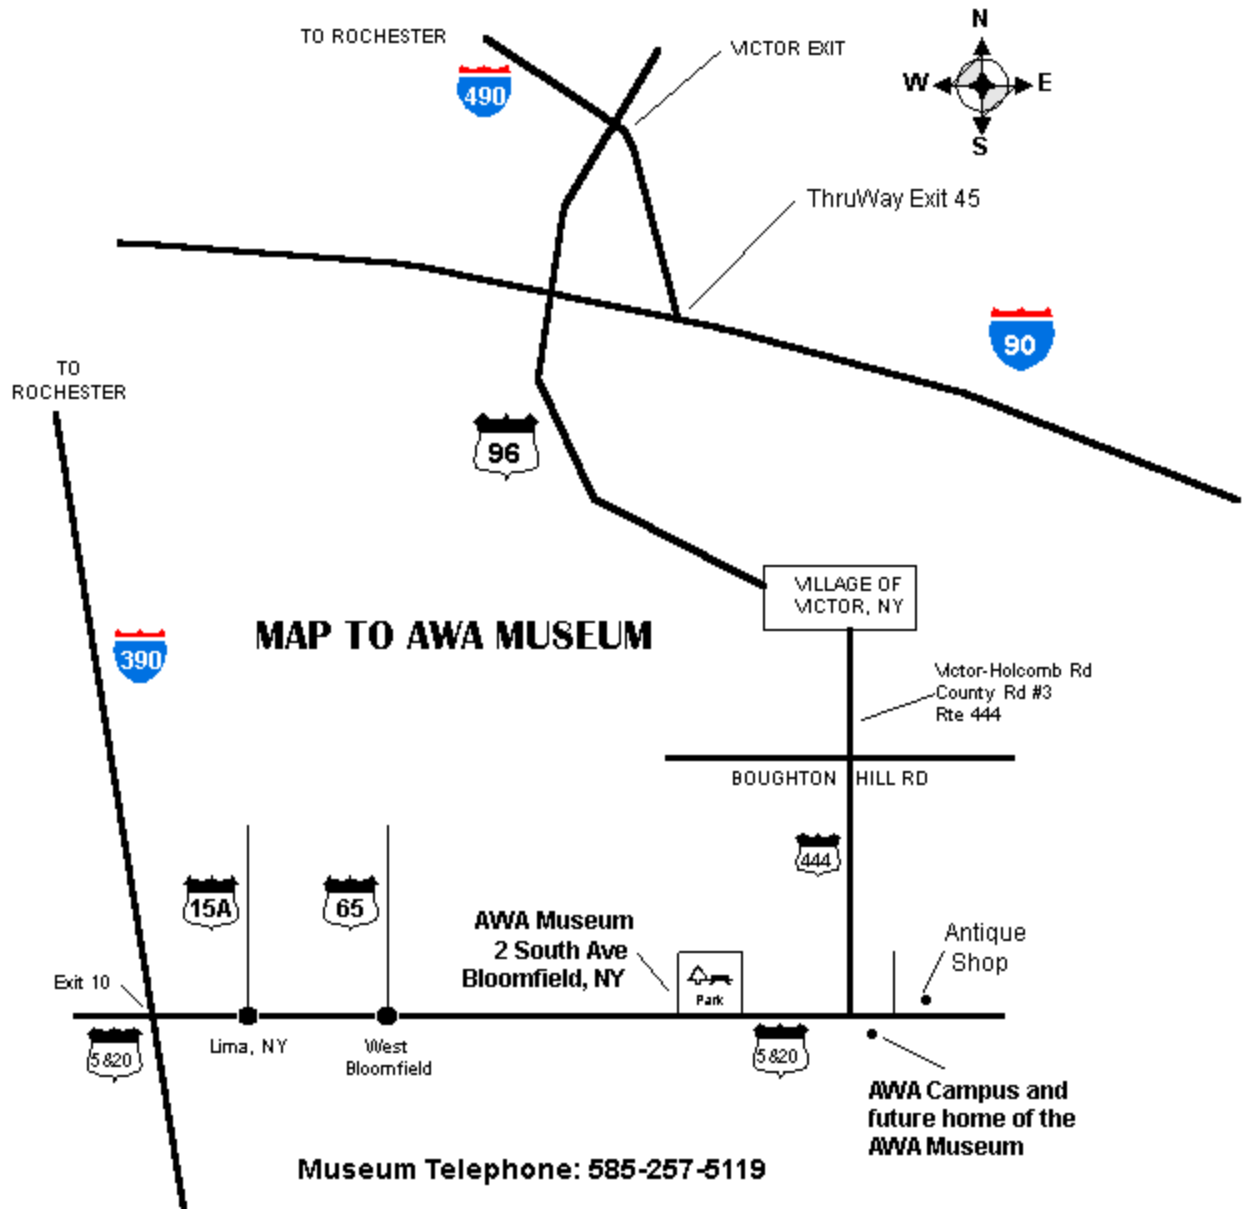 N
TO ROCHESTER
VICTOR EXIT
W
E
490
S
ThruWay Exit 45
90
TO
ROCHESTER
96
VILLAGE OF
VICTOR, NY
MAP TO AWA MUSEUM
390
Victor-Holcomb Rd
County Rd #3
Rte 444
BOUGHTON HILL RD
444
15A
65
AWA Museum
2 South Ave
Bloomfield, NY
Antique
Shop
Park
Exit 10
5&20
Lima, NY
West
Bloomfield
5&20
AWA Campus and
future home of the
AWA Museum
Museum Telephone: 585-257-5119